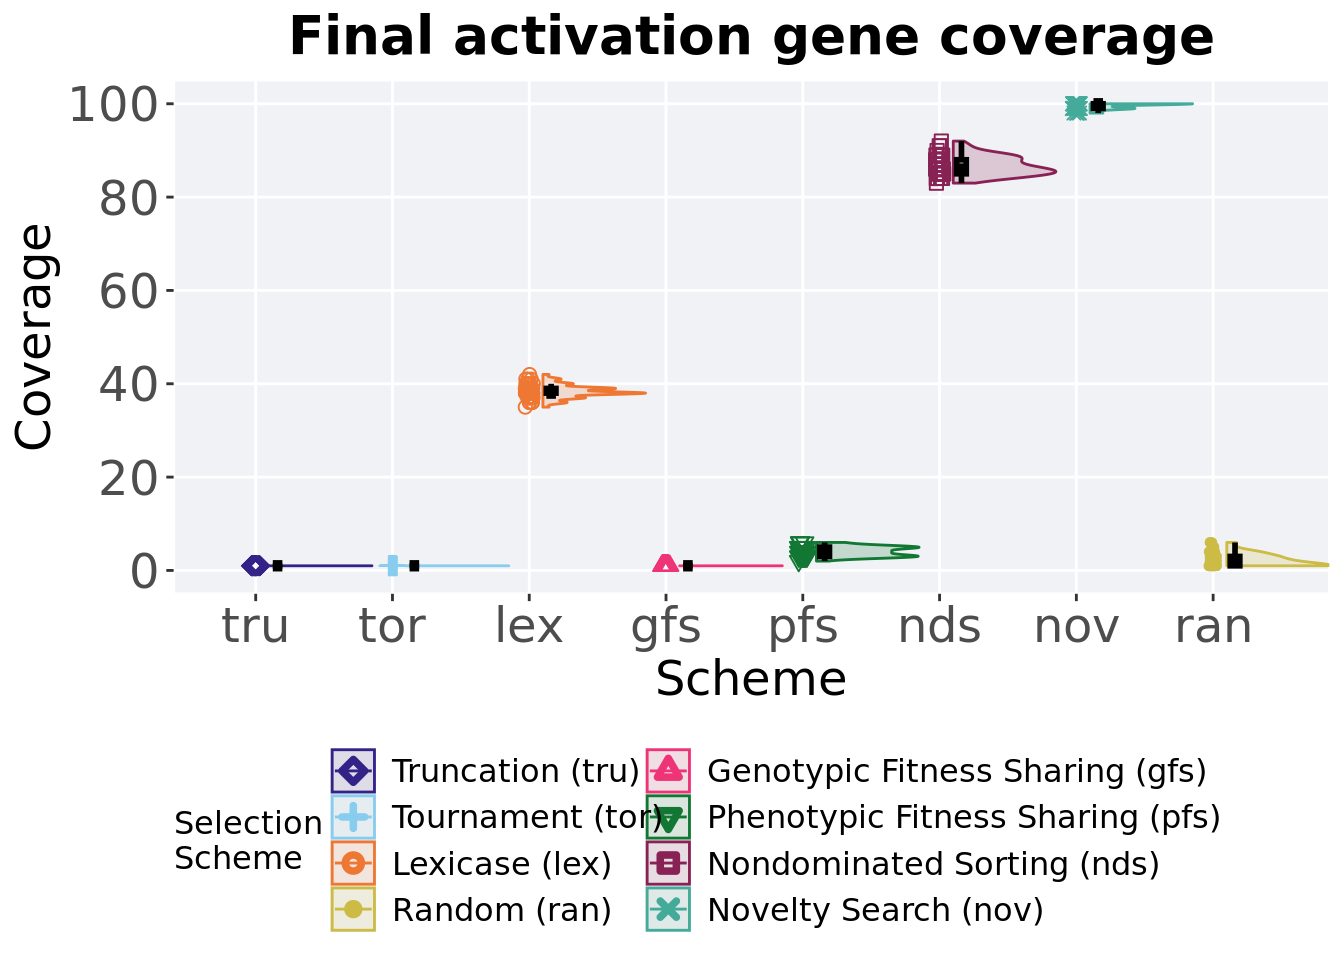 Final activation gene coverage
100
80
60
40
20
0
Coverage
tru tor lex gfs pfs nds nov ran
Scheme
Selection
Scheme
Truncation (tru)
Tournament (tor)
Lexicase (lex)
Random (ran)
Genotypic Fitness Sharing (gfs)
Phenotypic Fitness Sharing (pfs)
Nondominated Sorting (nds)
Novelty Search (nov)